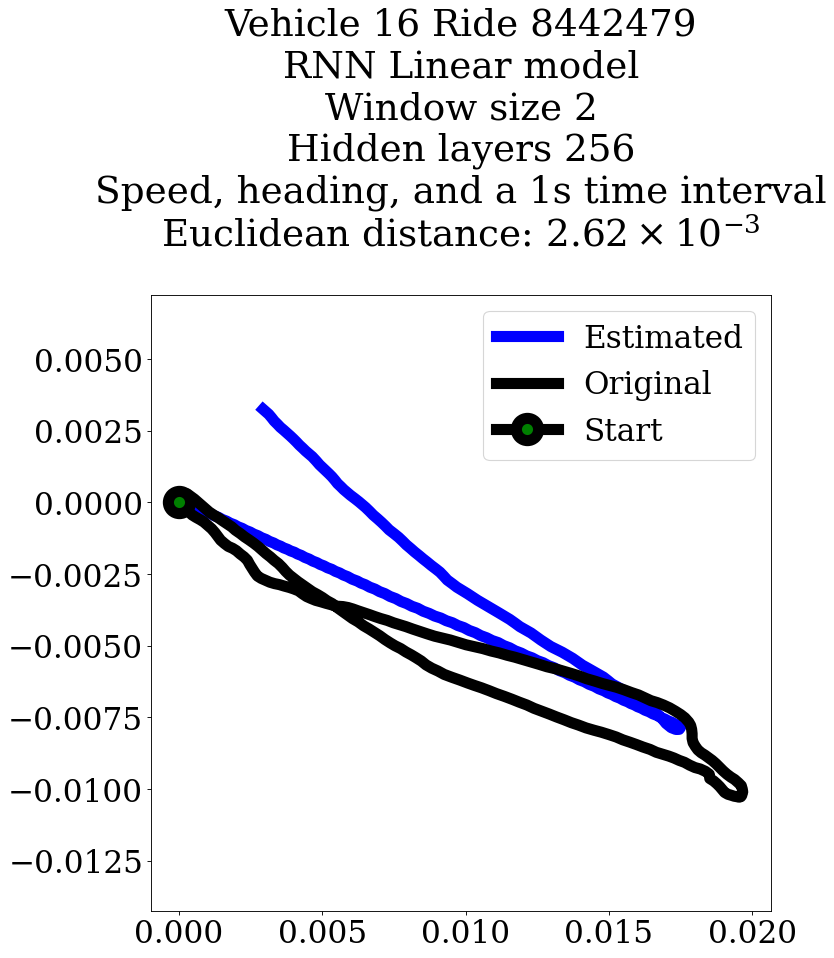 Vehicle 16 Ride 8442479
RNN Linear model
Window size 2
Hidden layers 256
Speed, heading, and a 1s time interval
Euclidean distance: 2.62 × 10⁻³
Estimated
Original
Start
0.0050
0.0025
0.0000
−0.0025
−0.0050
−0.0075
−0.0100
−0.0125
0.000 0.005 0.010 0.015 0.020